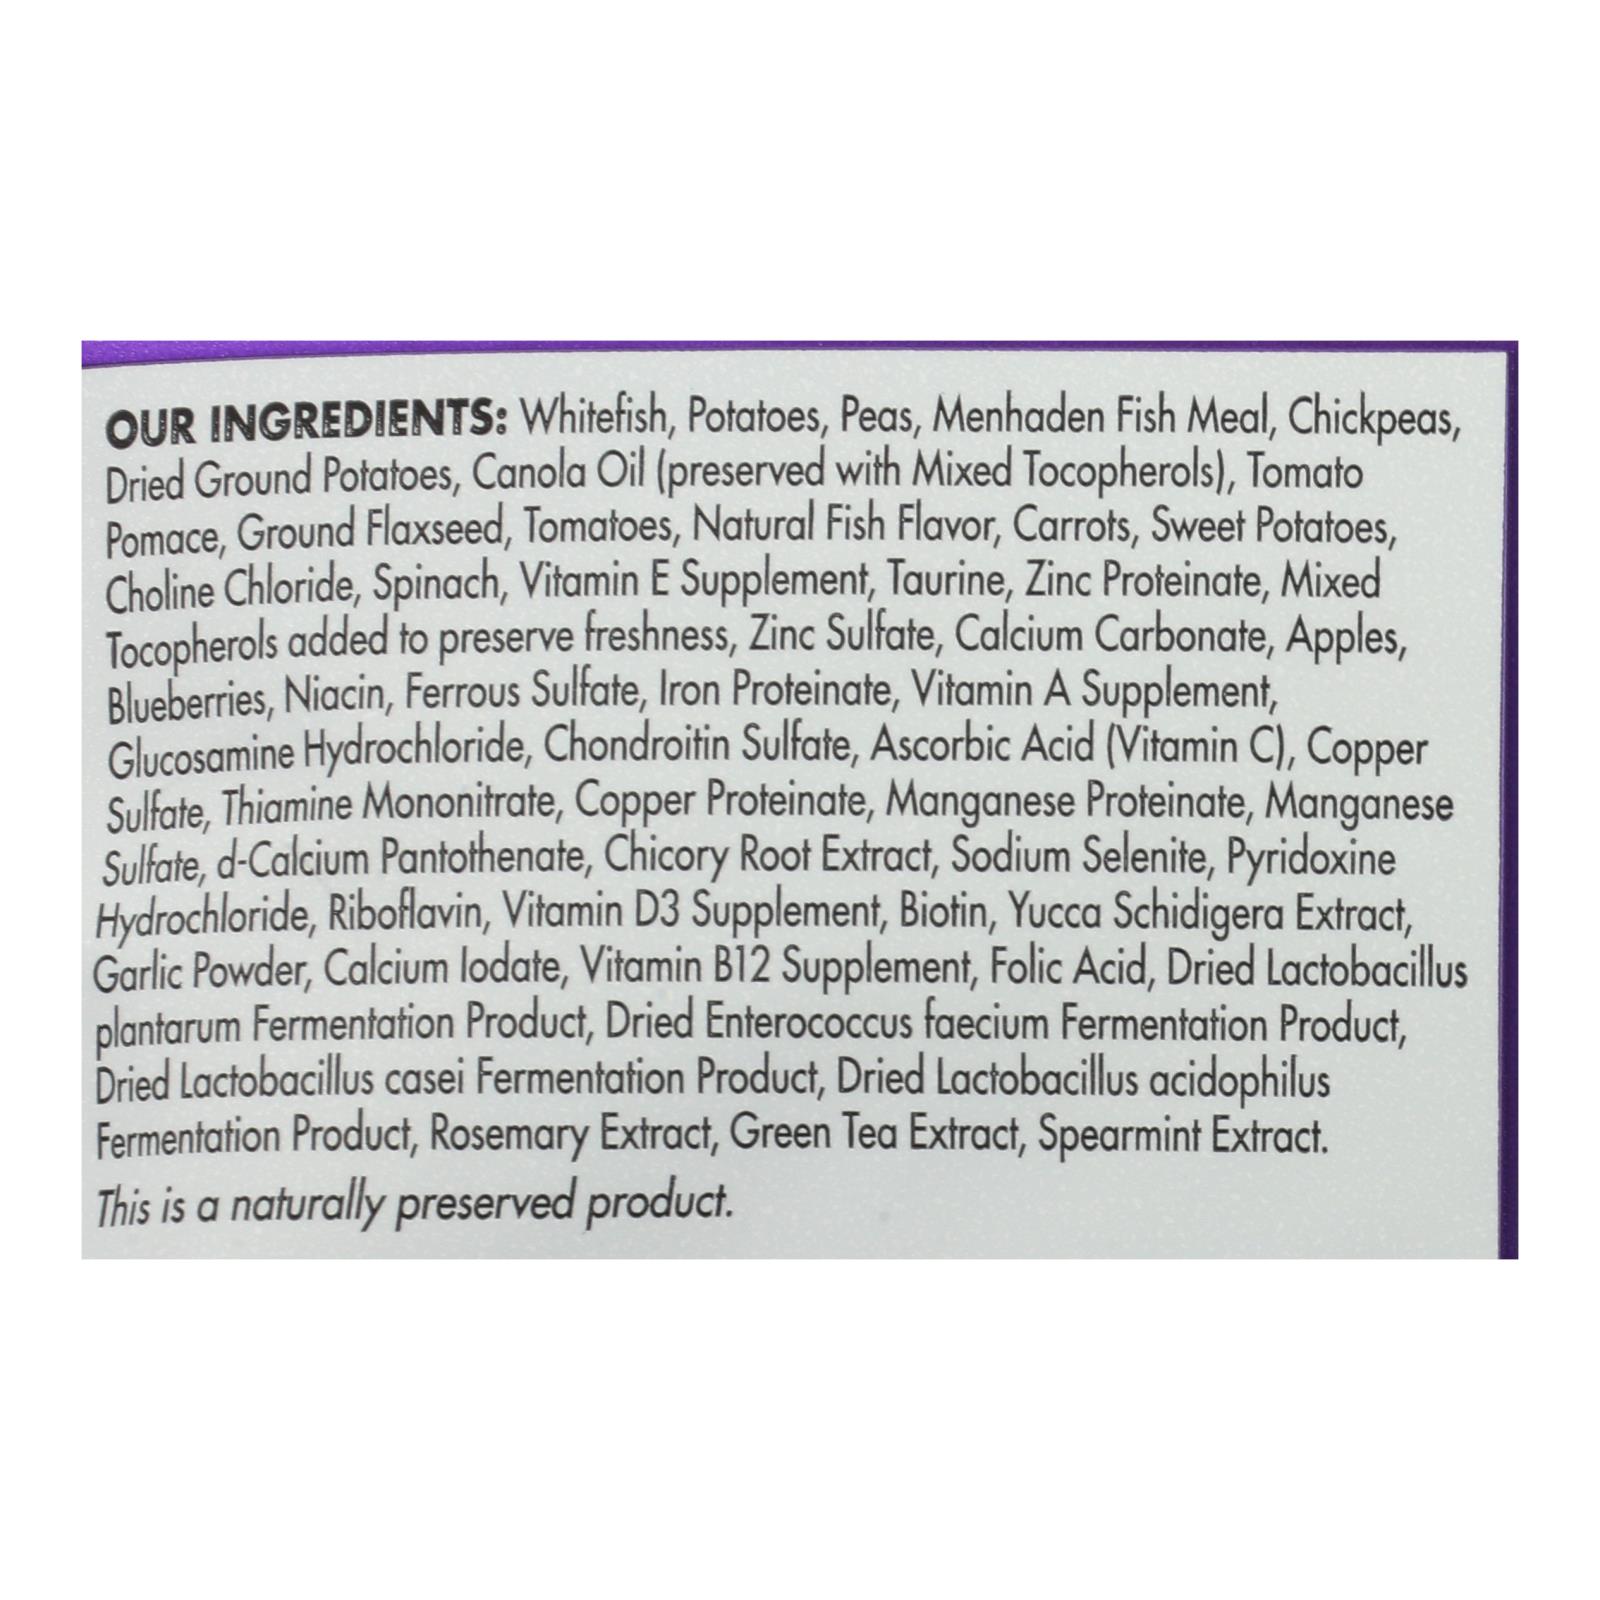 OUR INGREDIENTS: Whitefish, Potatoes, Peas, Menhaden Fish Meal, Chickpeas,
Dried Ground Potatoes, Canola Oil (preserved with Mixed Tocopherols), Tomato
Pomace, Ground Flaxseed, Tomatoes, Natural Fish Flavor, Carrots, Sweet Potatoes,
Choline Chloride, Spinach, Vitamin E Supplement, Taurine, Zinc Proteinate, Mixed
Tocopherols added to preserve freshness, Zinc Sulfate, Calcium Carbonate, Apples,
Blueberries, Niacin, Ferrous Sulfate, Iron Proteinate, Vitamin A Supplement,
Glucosamine Hydrochloride, Chondroitin Sulfate, Ascorbic Acid (Vitamin C), Copper
Sulfate, Thiamine Mononitrate, Copper Proteinate, Manganese Proteinate, Manganese
Sulfate, d-Calcium Pantothenate, Chicory Root Extract, Sodium Selenite, Pyridoxine
Hydrochloride, Riboflavin, Vitamin D3 Supplement, Biotin, Yucca Schidigera Extract,
Garlic Powder, Calcium Iodate, Vitamin B12 Supplement, Folic Acid, Dried Lactobacillus
plantarum Fermentation Product, Dried Enterococcus faecium Fermentation Product,
Dried Lactobacillus casei Fermentation Product, Dried Lactobacillus acidophilus
Fermentation Product, Rosemary Extract, Green Tea Extract, Spearmint Extract.
This is a naturally preserved product.